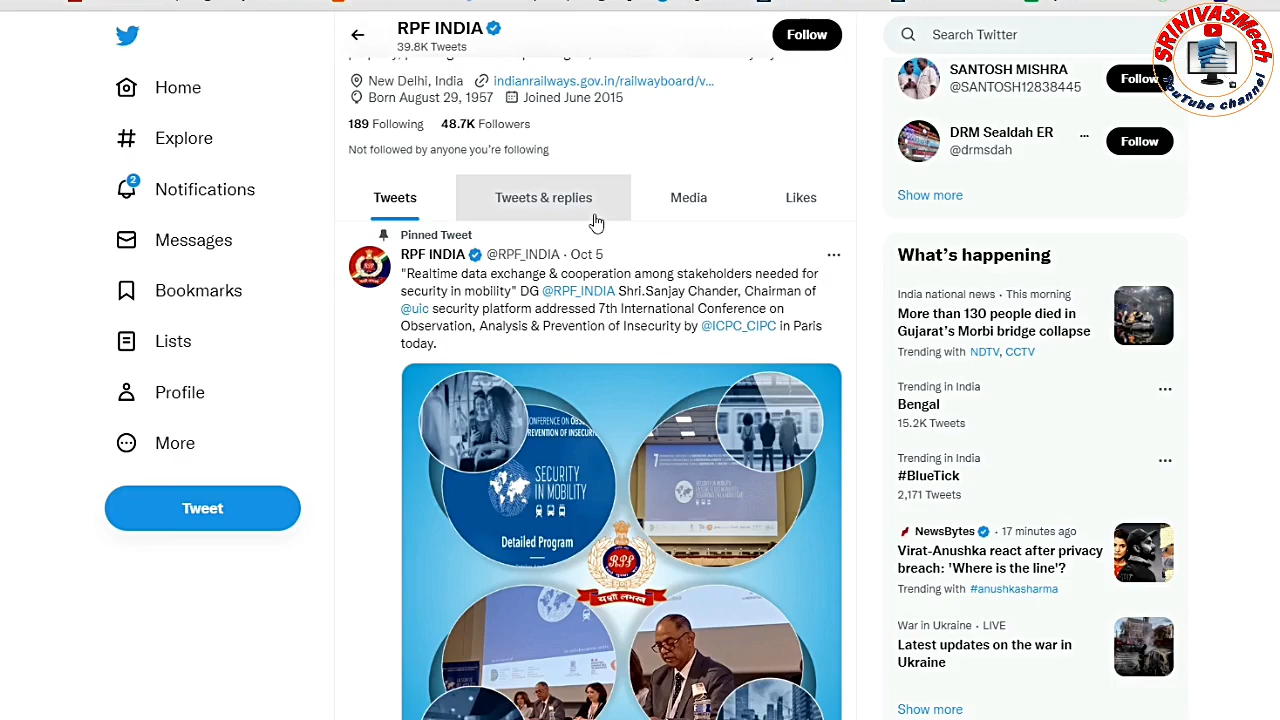 RPF INDIA
39.8K Tweets
Follow
New Delhi, India indianrailways.gov.in/railwayboard/v...
Born August 29, 1957 Joined June 2015
189 Following 48.7K Followers
Not followed by anyone you're following
Tweets
Tweets & replies
Media
Likes
Home
Explore
2
Notifications
Messages
Bookmarks
Lists
Profile
More
Tweet
Pinned Tweet
RPF INDIA @RPF_INDIA · Oct 5
"Realtime data exchange & cooperation among stakeholders needed for
security in mobility" DG @RPF_INDIA Shri.Sanjay Chander, Chairman of
@uic security platform addressed 7th International Conference on
Observation, Analysis & Prevention of Insecurity by @ICPC_CIPC in Paris
today.
SECURITY
IN MOBILITY
Detailed Program
RPF
यशो लभस्व
Search Twitter
SRINIVASMech
YouTube channel
SANTOSH MISHRA
@SANTOSH12838445
Follow
DRM Sealdah ER ...
@drmsdah
Follow
Show more
What's happening
India national news · This morning
More than 130 people died in
Gujarat's Morbi bridge collapse
Trending with NDTV, CCTV
Trending in India
Bengal
15.2K Tweets
Trending in India
#BlueTick
2,171 Tweets
NewsBytes · 17 minutes ago
Virat-Anushka react after privacy
breach: 'Where is the line'?
Trending with #anushkasharma
War in Ukraine · LIVE
Latest updates on the war in
Ukraine
Show more